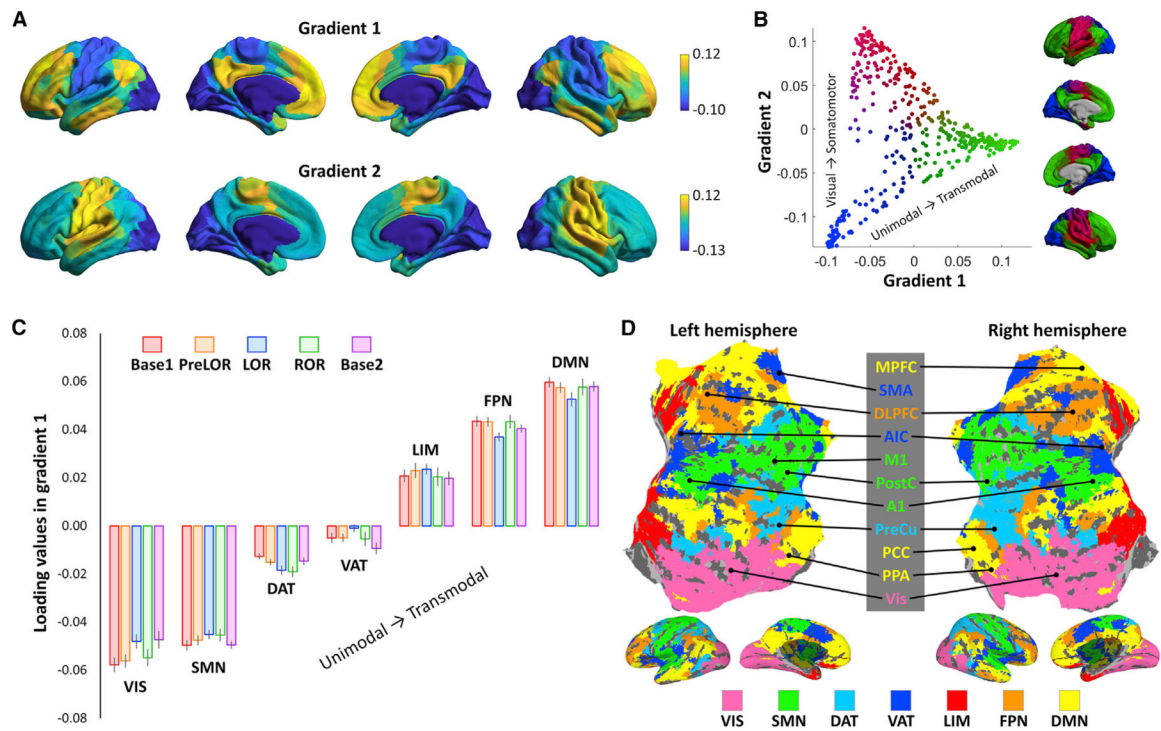 A
Gradient 1
0.12
-0.10
Gradient 2
0.12
-0.13
B
Gradient 2
Visual → Somatomotor
0.1
0.05
0
-0.05
-0.1
Unimodal → Transmodal
-0.1 -0.05 0 0.05 0.1
Gradient 1
C
Loading values in gradient 1
0.08
0.06
0.04
0.02
0.00
-0.02
-0.04
-0.06
-0.08
Base1 PreLOR LOR ROR Base2
VIS
SMN
DAT
VAT
LIM
FPN
DMN
Unimodal → Transmodal
D
Left hemisphere Right hemisphere
MPFC
SMA
DLPFC
AIC
M1
PostC
A1
PreCu
PCC
PPA
Vis
VIS SMN DAT VAT LIM FPN DMN